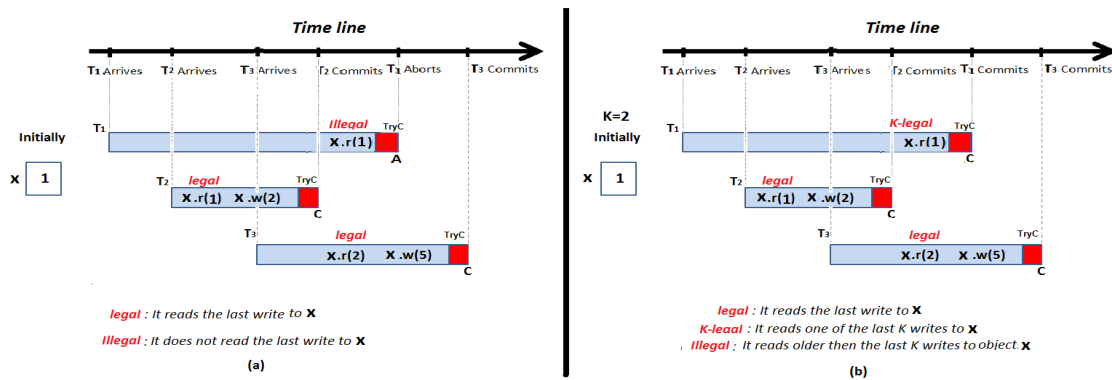 Time line
T1 Arrives T2 Arrives T3 Arrives T2 Commits T1 Aborts T3 Commits
Initially
x 1
T1
Illegal
x.r(1)
TryC
A
T2
legal
x.r(1) x.w(2)
TryC
C
T3
legal
x.r(2) x.w(5)
TryC
C
legal : It reads the last write to x
Illegal : It does not read the last write to x
(a)
Time line
T1 Arrives T2 Arrives T3 Arrives T2 Commits T1 Commits T3 Commits
K=2
Initially
x 1
T1
K-legal
x.r(1)
TryC
C
T2
legal
x.r(1) x.w(2)
TryC
C
T3
legal
x.r(2) x.w(5)
TryC
C
legal : It reads the last write to x
K-legal : It reads one of the last K writes to x
Illegal : It reads older then the last K writes to object x
(b)